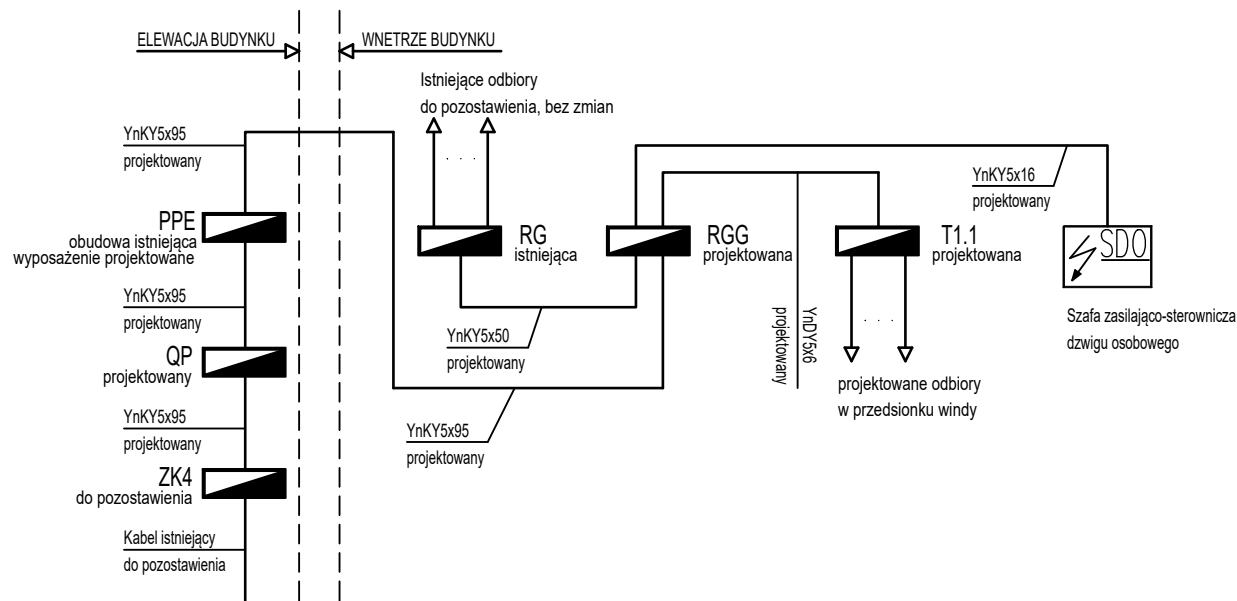 ELEWACJA BUDYNKU
WNETRZE BUDYNKU
Istniejące odbiory
do pozostawienia, bez zmian
YnKY5x95
projektowany
PPE
obudowa istniejąca
wyposażenie projektowane
YnKY5x95
projektowany
QP
projektowany
YnKY5x95
projektowany
ZK4
do pozostawienia
Kabel istniejący
do pozostawienia
RG
istniejąca
YnKY5x50
projektowany
YnKY5x95
projektowany
RGG
projektowana
YnDY5x6
projektowany
T1.1
projektowana
projektowane odbiory
w przedsionku windy
YnKY5x16
projektowany
SDO
Szafa zasilająco-sterownicza
dzwigu osobowego